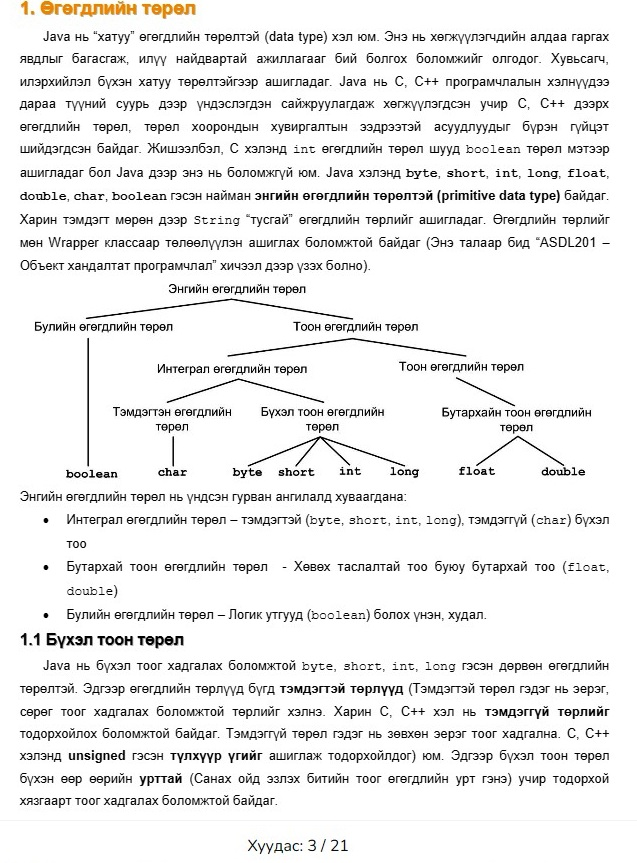 1. Өгөгдлийн төрөл
Java нь “хатуу” өгөгдлийн төрөлтэй (data type) хэл юм. Энэ нь хөгжүүлэгчдийн алдаа гаргах
явдлыг багасгаж, илүү найдвартай ажиллагааг бий болгох боломжийг олгодог. Хувьсагч,
илэрхийлэл бүхэн хатуу төрөлтэйгээр ашигладаг. Java нь C, C++ програмчлалын хэлнүүдээ
дараа түүний суурь дээр үндэслэгдэн сайжруулагдаж хөгжүүлэгдсэн учир C, C++ дээрх
өгөгдлийн төрөл, төрөл хоорондын хувиргалтын ээдрээтэй асуудлуудыг бүрэн гүйцэт
шийдэгдсэн байдаг. Жишээлбэл, C хэлэнд int өгөгдлийн төрөл шууд boolean төрөл мэтээр
ашигладаг бол Java дээр энэ нь боломжгүй юм. Java хэлэнд byte, short, int, long, float,
double, char, boolean гэсэн найман энгийн өгөгдлийн төрөлтэй (primitive data type) байдаг.
Харин тэмдэгт мөрөн дээр String “тусгай” өгөгдлийн төрлийг ашигладаг. Өгөгдлийн төрлийг
мөн Wrapper классаар төлөөлүүлэн ашиглах боломжтой байдаг (Энэ талаар бид “ASDL201 –
Объект хандалтат програмчлал” хичээл дээр үзэх болно).
Энгийн өгөгдлийн төрөл
Булийн өгөгдлийн төрөл Тоон өгөгдлийн төрөл
Интеграл өгөгдлийн төрөл Тоон өгөгдлийн төрөл
Тэмдэгтэн өгөгдлийн Бүхэл тоон өгөгдлийн Бутархайн тоон өгөгдлийн
төрөл төрөл төрөл
boolean char byte short int long float double
Энгийн өгөгдлийн төрөл нь үндсэн гурван ангилалд хуваагдана:
• Интеграл өгөгдлийн төрөл – тэмдэгтэй (byte, short, int, long), тэмдэггүй (char) бүхэл
тоо
• Бутархай тоон өгөгдлийн төрөл - Хөвөх таслалтай тоо буюу бутархай тоо (float,
double)
• Булийн өгөгдлийн төрөл – Логик утгууд (boolean) болох үнэн, худал.
1.1 Бүхэл тоон төрөл
Java нь бүхэл тоог хадгалах боломжтой byte, short, int, long гэсэн дөрвөн өгөгдлийн
төрөлтэй. Эдгээр өгөгдлийн төрлүүд бүгд тэмдэгтэй төрлүүд (Тэмдэгтэй төрөл гэдэг нь эерэг,
сөрөг тоог хадгалах боломжтой төрлийг хэлнэ. Харин C, C++ хэл нь тэмдэггүй төрлийг
тодорхойлох боломжтой байдаг. Тэмдэггүй төрөл гэдэг нь зөвхөн эерэг тоог хадгална. C, C++
хэлэнд unsigned гэсэн түлхүүр үгийг ашиглаж тодорхойлдог) юм. Эдгээр бүхэл тоон төрөл
бүхэн өөр өөрийн урттай (Санах ойд эзлэх битийн тоог өгөгдлийн урт гэнэ) учир тодорхой
хязгаарт тоог хадгалах боломжтой байдаг.
Хуудас: 3 / 21